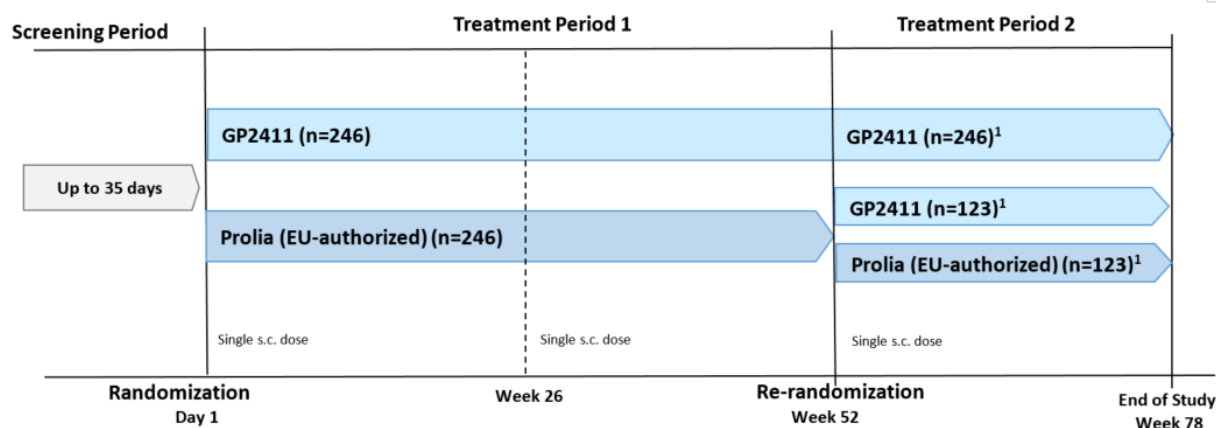 Screening Period
Treatment Period 1
Treatment Period 2
GP2411 (n=246)
GP2411 (n=246)¹
Up to 35 days
GP2411 (n=123)¹
Prolia (EU-authorized) (n=246)
Prolia (EU-authorized) (n=123)¹
Single s.c. dose
Single s.c. dose
Single s.c. dose
Randomization
Day 1
Week 26
Re-randomization
Week 52
End of Study
Week 78